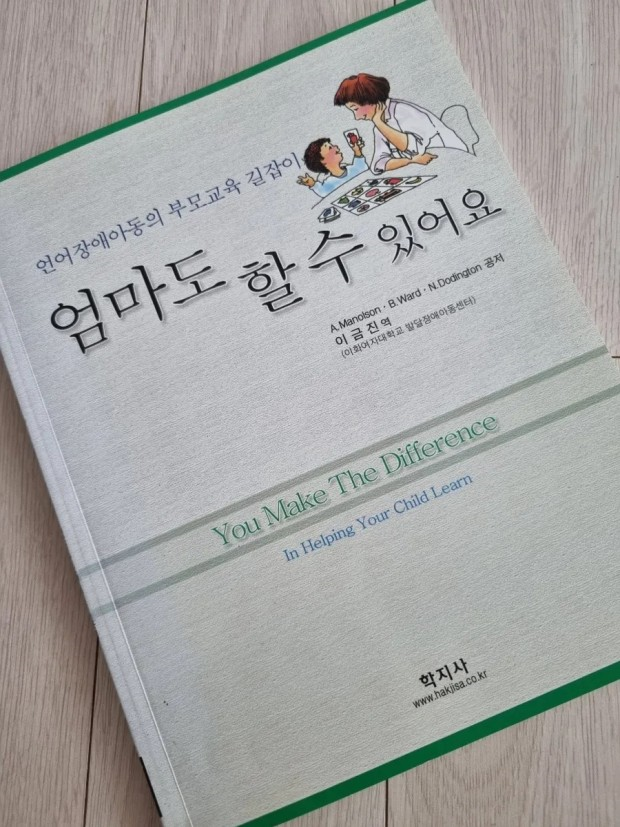 언어장애아동의 부모교육 길잡이
엄마도 할 수 있어요
A.Manolson · B.Ward · N.Dodington 공저
이금진 역
(이화여자대학교 발달장애아동센터)
You Make The Difference
In Helping Your Child Learn
학지사
www.hakjisa.co.kr